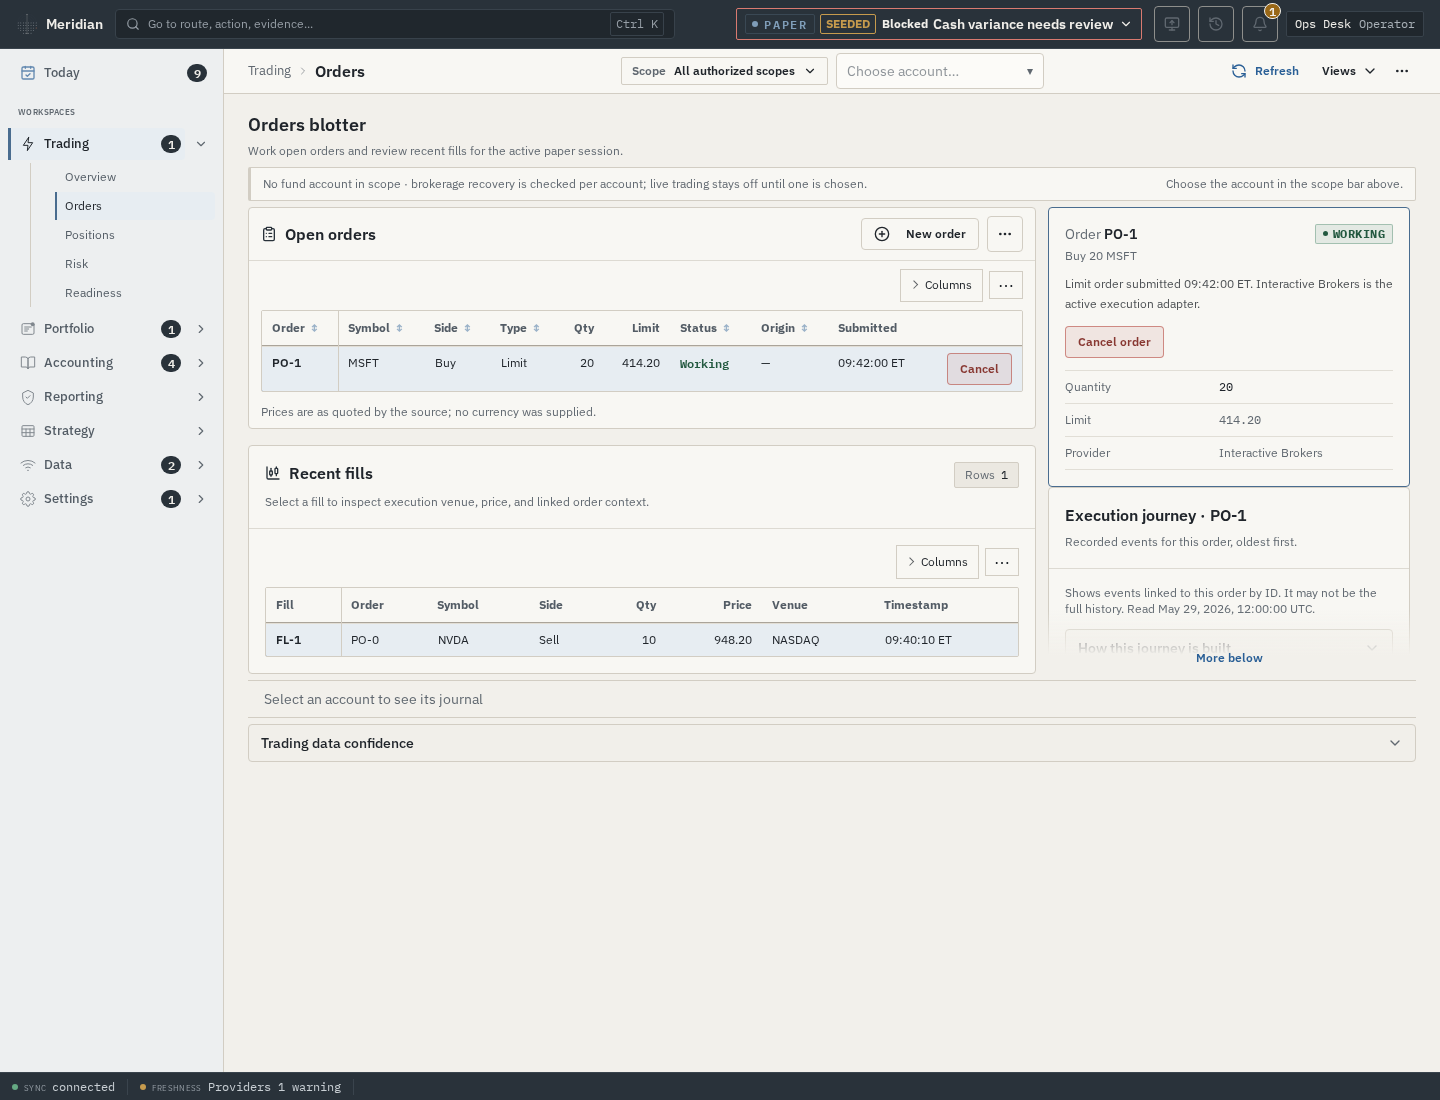 Meridian
Go to route, action, evidence...
Ctrl K
PAPER
SEEDED
Blocked Cash variance needs review
1
Ops Desk Operator
Today
9
WORKSPACES
Trading
1
Overview
Orders
Positions
Risk
Readiness
Portfolio
1
Accounting
4
Reporting
Strategy
Data
2
Settings
1
Trading > Orders
Scope All authorized scopes
Choose account...
Refresh
Views
Orders blotter
Work open orders and review recent fills for the active paper session.
No fund account in scope · brokerage recovery is checked per account; live trading stays off until one is chosen.
Choose the account in the scope bar above.
Open orders
New order
Columns
Order Symbol Side Type Qty Limit Status Origin Submitted
PO-1 MSFT Buy Limit 20 414.20 Working — 09:42:00 ET Cancel
Prices are as quoted by the source; no currency was supplied.
Recent fills
Rows 1
Select a fill to inspect execution venue, price, and linked order context.
Columns
Fill Order Symbol Side Qty Price Venue Timestamp
FL-1 PO-0 NVDA Sell 10 948.20 NASDAQ 09:40:10 ET
Order PO-1
WORKING
Buy 20 MSFT
Limit order submitted 09:42:00 ET. Interactive Brokers is the
active execution adapter.
Cancel order
Quantity 20
Limit 414.20
Provider Interactive Brokers
Execution journey · PO-1
Recorded events for this order, oldest first.
Shows events linked to this order by ID. It may not be the
full history. Read May 29, 2026, 12:00:00 UTC.
How this journey is built
More below
Select an account to see its journal
Trading data confidence
SYNC connected
FRESHNESS Providers 1 warning